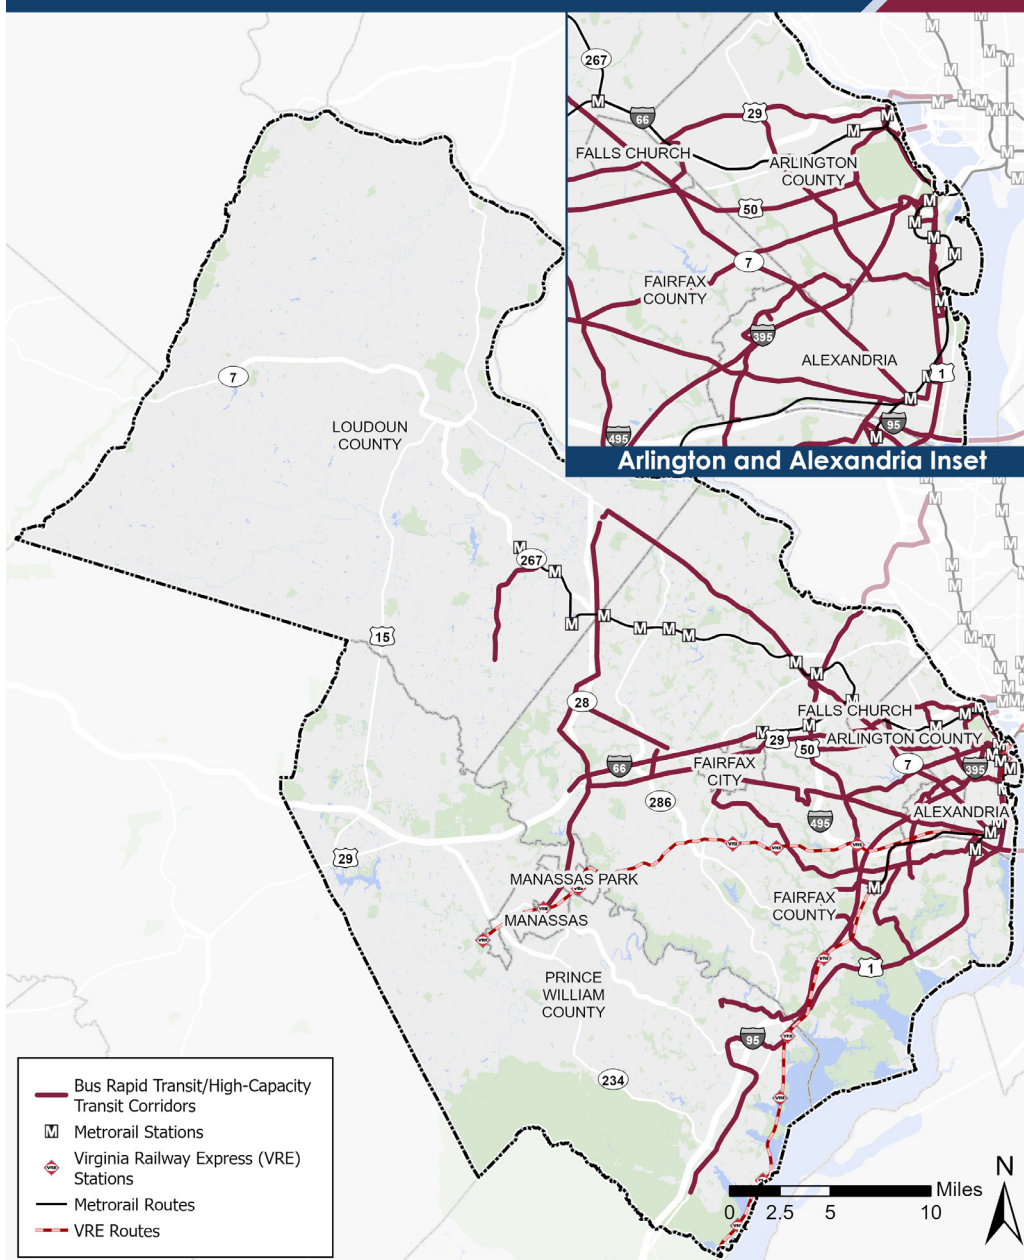 267
66
29
FALLS CHURCH
ARLINGTON
COUNTY
50
7
FAIRFAX
COUNTY
395
ALEXANDRIA
1
95
495
Arlington and Alexandria Inset
7
LOUDOUN
COUNTY
267
15
28
FALLS CHURCH
29
ARLINGTON COUNTY
50
66
FAIRFAX
CITY
7
395
286
495
ALEXANDRIA
29
MANASSAS PARK
MANASSAS
FAIRFAX
COUNTY
1
PRINCE
WILLIAM
COUNTY
95
234
Bus Rapid Transit/High-Capacity
Transit Corridors
M Metrorail Stations
VRE Virginia Railway Express (VRE)
Stations
Metrorail Routes
VRE Routes
N
Miles
0 2.5 5 10